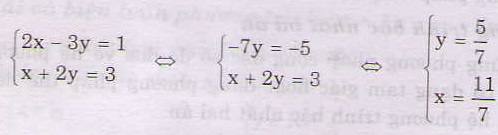 {2x - 3y = 1 ⇔ {-7y = -5 ⇔ {y = 5/7
{x + 2y = 3 {x + 2y = 3 {x = 11/7